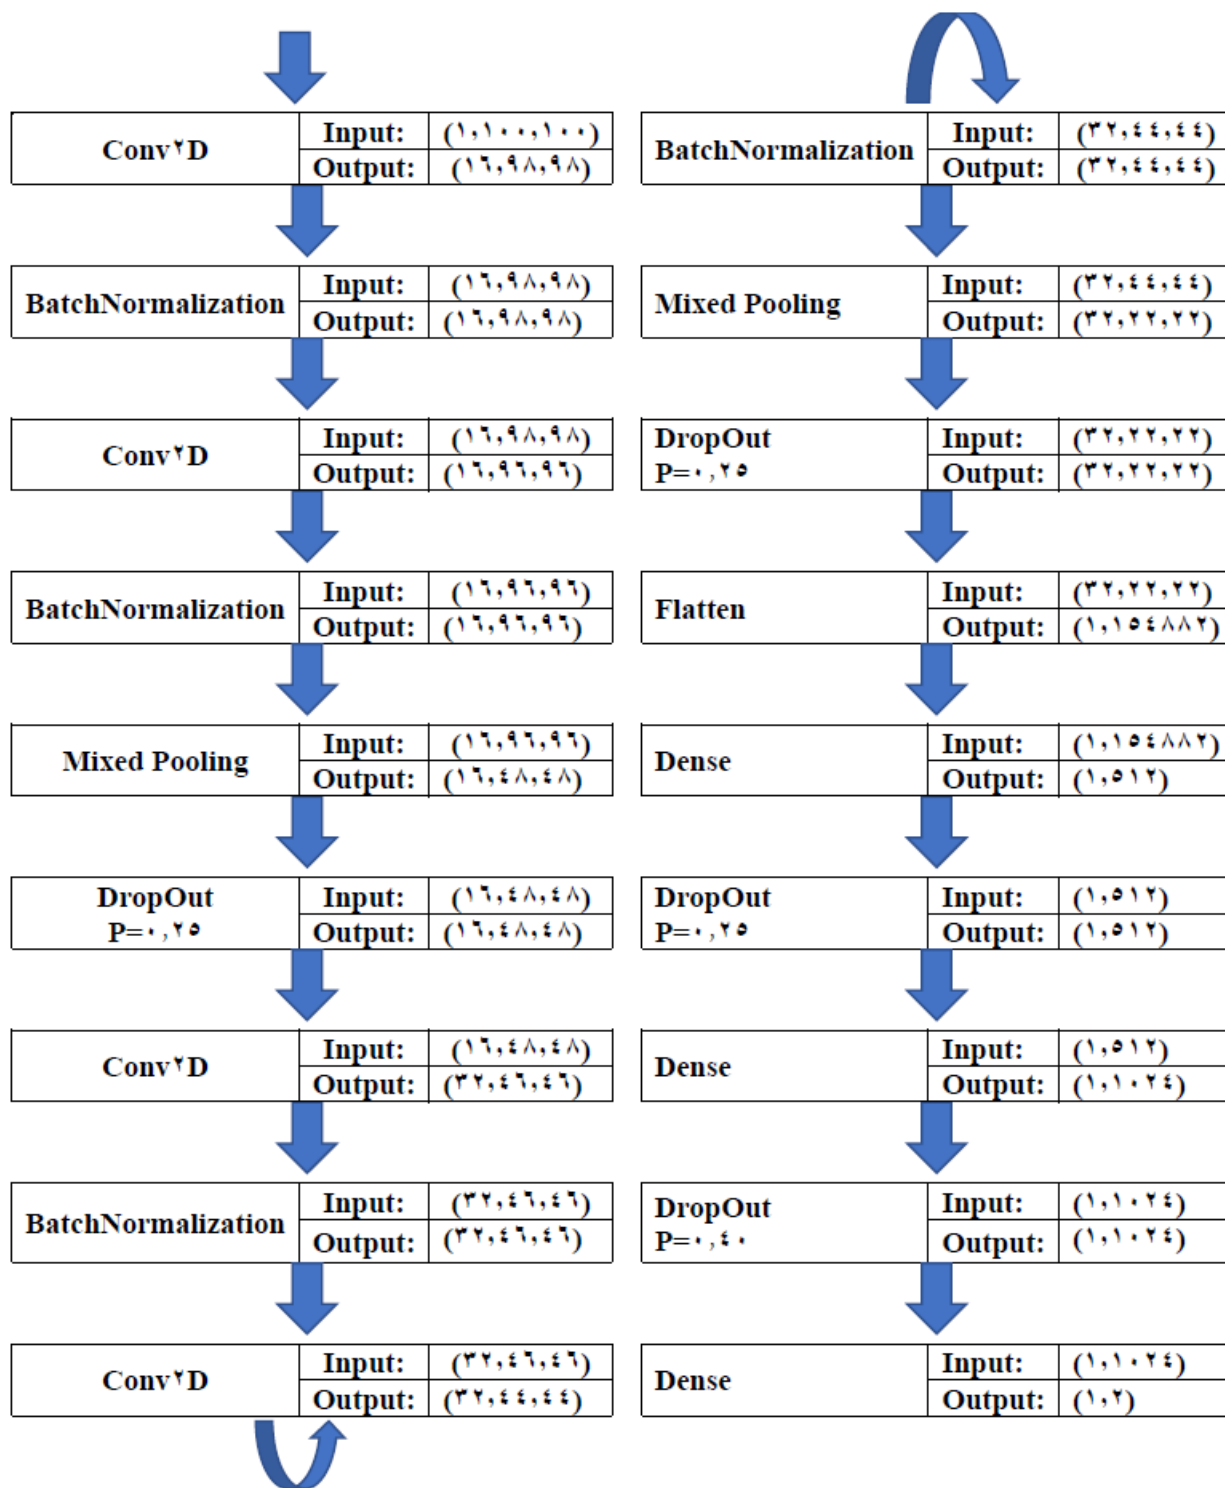 Conv٢D
Input: (١,١٠٠,١٠٠)
Output: (١٦,٩٨,٩٨)
BatchNormalization
Input: (١٦,٩٨,٩٨)
Output: (١٦,٩٨,٩٨)
Conv٢D
Input: (١٦,٩٨,٩٨)
Output: (١٦,٩٦,٩٦)
BatchNormalization
Input: (١٦,٩٦,٩٦)
Output: (١٦,٩٦,٩٦)
Mixed Pooling
Input: (١٦,٩٦,٩٦)
Output: (١٦,٤٨,٤٨)
DropOut
P=٠,٢٥
Input: (١٦,٤٨,٤٨)
Output: (١٦,٤٨,٤٨)
Conv٢D
Input: (١٦,٤٨,٤٨)
Output: (٣٢,٤٦,٤٦)
BatchNormalization
Input: (٣٢,٤٦,٤٦)
Output: (٣٢,٤٦,٤٦)
Conv٢D
Input: (٣٢,٤٦,٤٦)
Output: (٣٢,٤٤,٤٤)
BatchNormalization
Input: (٣٢,٤٤,٤٤)
Output: (٣٢,٤٤,٤٤)
Mixed Pooling
Input: (٣٢,٤٤,٤٤)
Output: (٣٢,٢٢,٢٢)
DropOut
P=٠,٢٥
Input: (٣٢,٢٢,٢٢)
Output: (٣٢,٢٢,٢٢)
Flatten
Input: (٣٢,٢٢,٢٢)
Output: (١,١٥٤٨٨٢)
Dense
Input: (١,١٥٤٨٨٢)
Output: (١,٥١٢)
DropOut
P=٠,٢٥
Input: (١,٥١٢)
Output: (١,٥١٢)
Dense
Input: (١,٥١٢)
Output: (١,١٠٢٤)
DropOut
P=٠,٤٠
Input: (١,١٠٢٤)
Output: (١,١٠٢٤)
Dense
Input: (١,١٠٢٤)
Output: (١,٢)